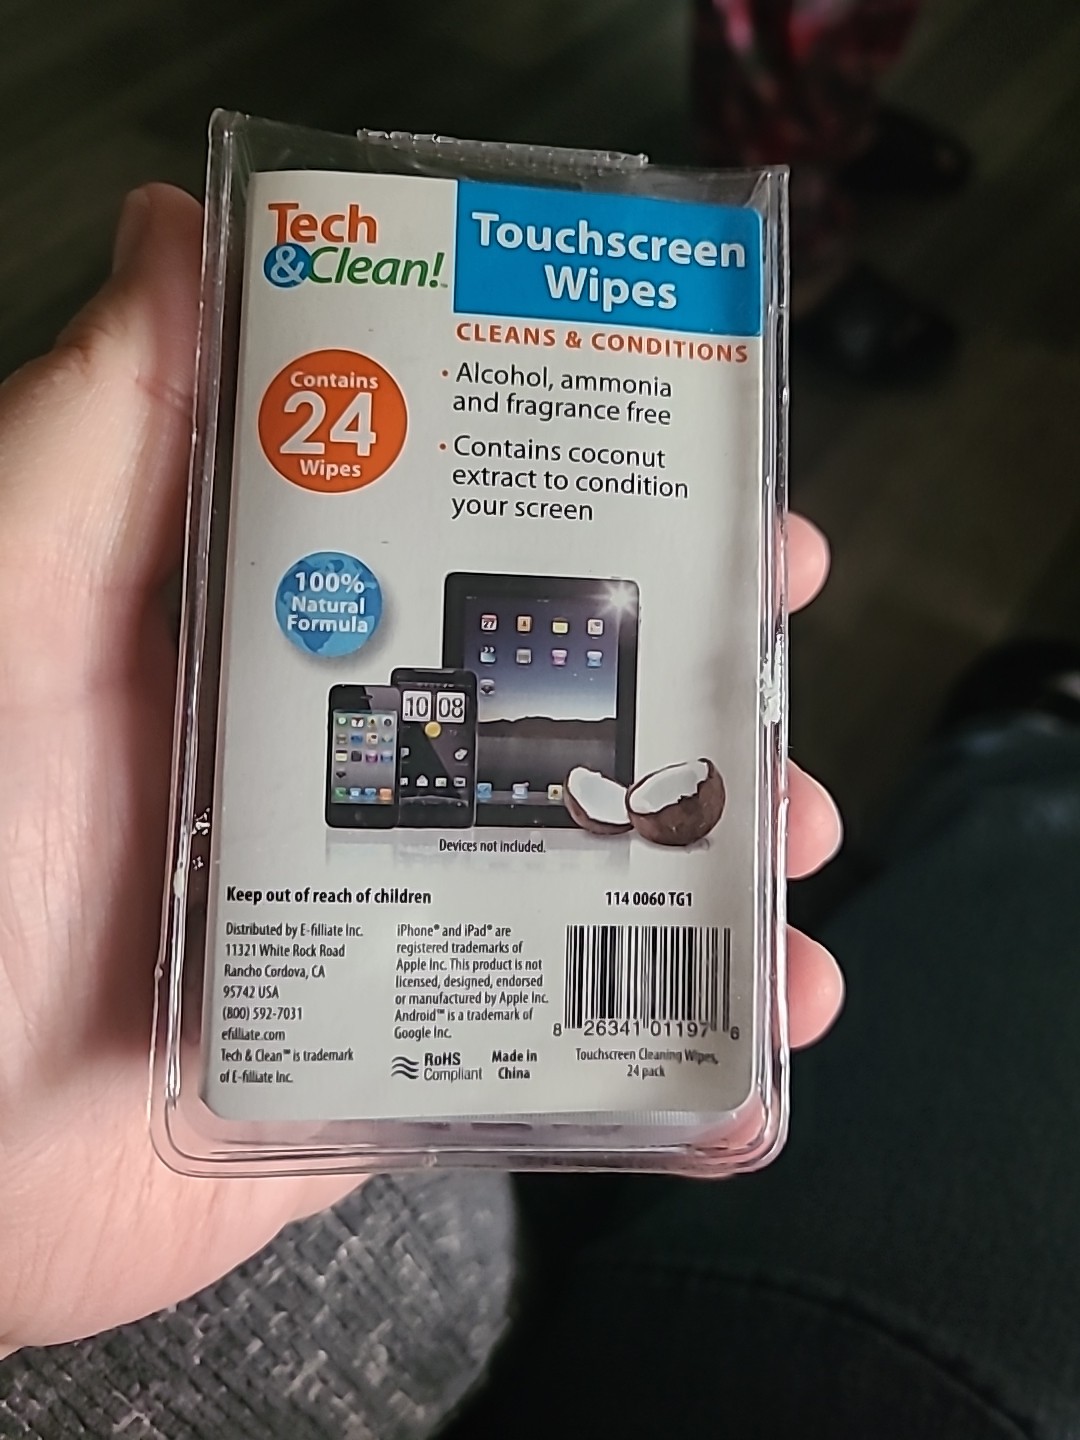 Tech
&Clean!™
Touchscreen
Wipes
CLEANS & CONDITIONS
Contains
24
Wipes
• Alcohol, ammonia
and fragrance free
• Contains coconut
extract to condition
your screen
100%
Natural
Formula
27
10 08
Devices not included.
Keep out of reach of children
114 0060 TG1
Distributed by E-filliate Inc.
11321 White Rock Road
Rancho Cordova, CA
95742 USA
(800) 592-7031
efilliate.com
Tech & Clean™ is trademark
of E-filliate Inc.
iPhone® and iPad® are
registered trademarks of
Apple Inc. This product is not
licensed, designed, endorsed
or manufactured by Apple Inc.
Android™ is a trademark of
Google Inc.
RoHS
Compliant
Made in
China
8 26341 01197 6
Touchscreen Cleaning Wipes,
24 pack